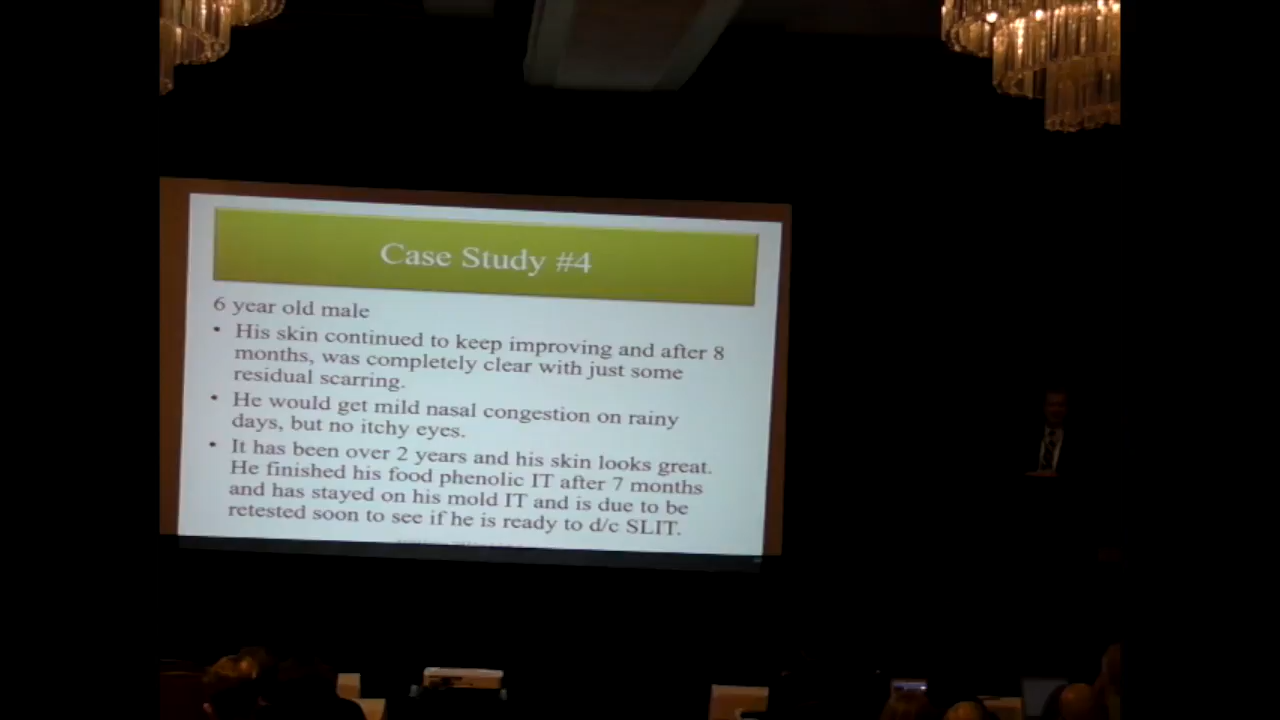 Case Study #4
6 year old male
• His skin continued to keep improving and after 8
months, was completely clear with just some
residual scarring.
• He would get mild nasal congestion on rainy
days, but no itchy eyes.
• It has been over 2 years and his skin looks great.
He finished his food phenolic IT after 7 months
and has stayed on his mold IT and is due to be
retested soon to see if he is ready to d/c SLIT.